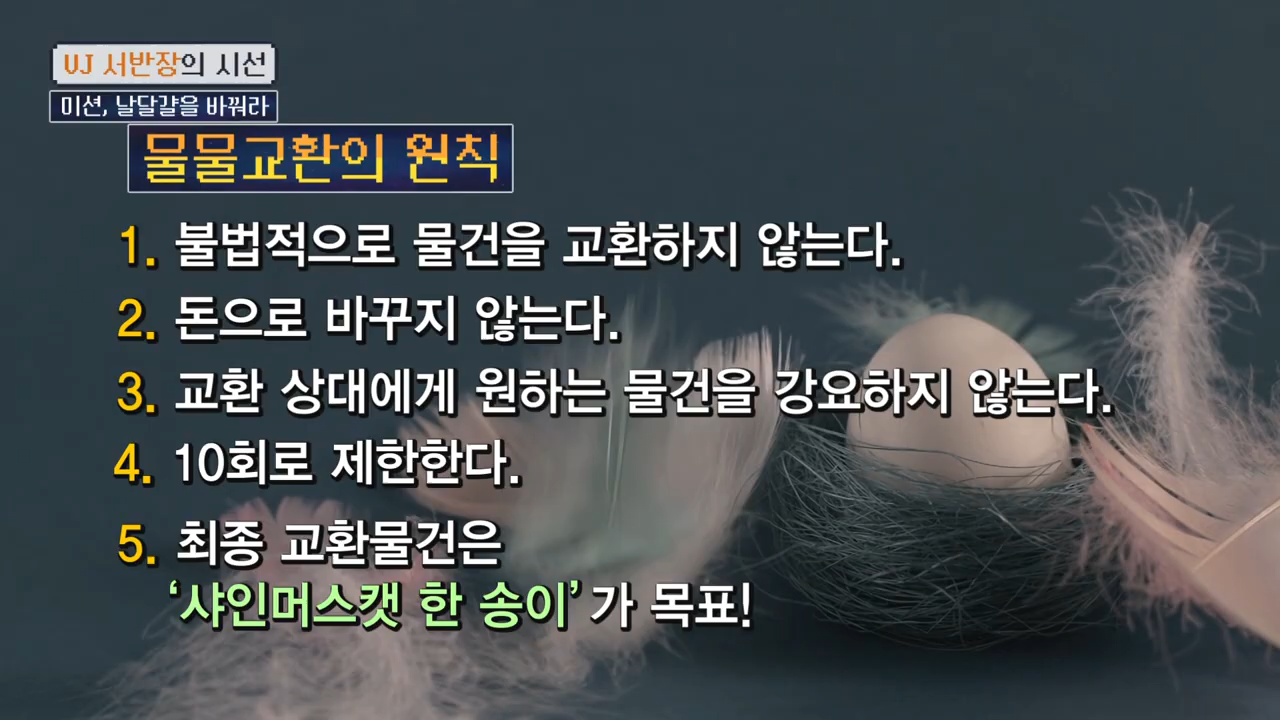 VJ 서반장의 시선
미션, 날달걀을 바꿔라
물물교환의 원칙
1. 불법적으로 물건을 교환하지 않는다.
2. 돈으로 바꾸지 않는다.
3. 교환 상대에게 원하는 물건을 강요하지 않는다.
4. 10회로 제한한다.
5. 최종 교환물건은
‘샤인머스캣 한 송이’가 목표!